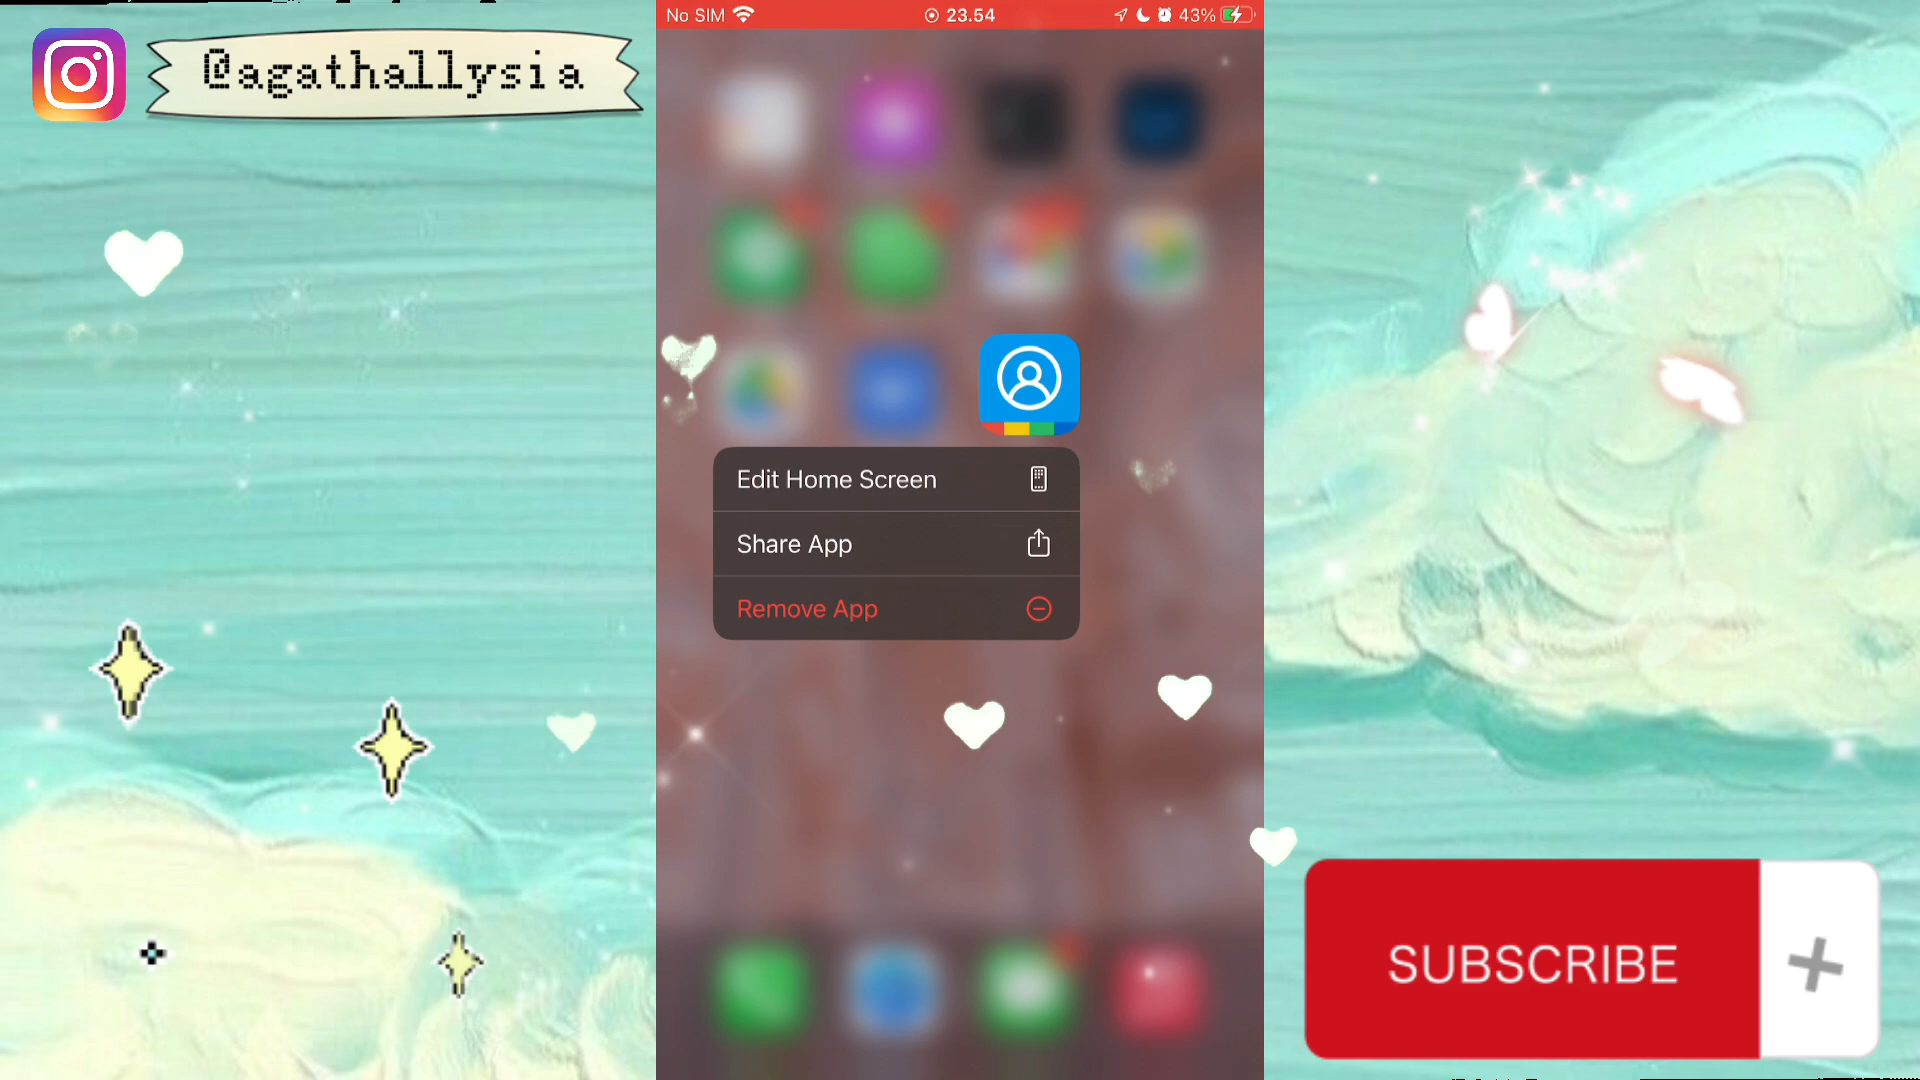 @agathallysia
No SIM
23.54
43%
Edit Home Screen
Share App
Remove App
SUBSCRIBE